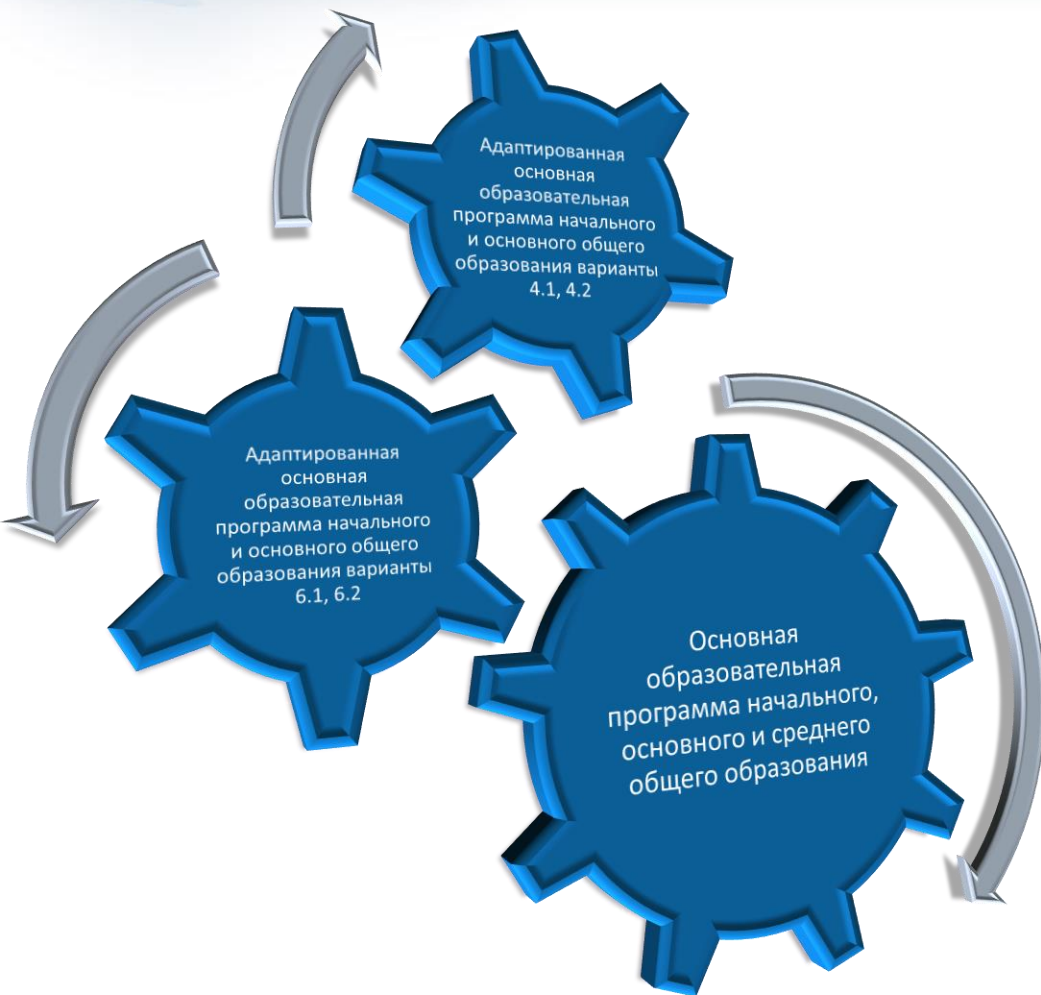 Адаптированная
основная
образовательная
программа начального
и основного общего
образования варианты
4.1, 4.2
Адаптированная
основная
образовательная
программа начального
и основного общего
образования варианты
6.1, 6.2
Основная
образовательная
программа начального,
основного и среднего
общего образования